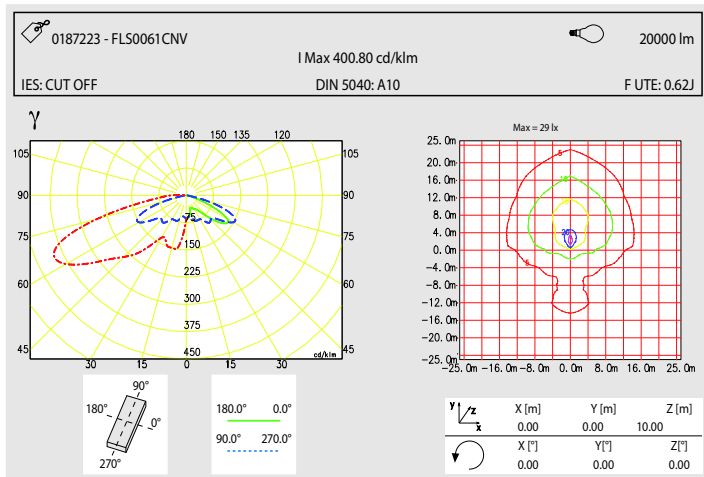 0187223 - FLS0061CNV
20000 lm
I Max 400.80 cd/klm
IES: CUT OFF
DIN 5040: A10
F UTE: 0.62J
γ
180 150 135 120
105 105
90 90
75 75
60 60
45 45
75
150
225
300
375
450
cd/klm
30 15 0 15 30
Max = 29 lx
25.0m
20.0m
16.0m
12.0m
8.0m
4.0m
0.0m
-4.0m
-8.0m
-12.0m
-16.0m
-20.0m
-25.0m
-25.0m -16.0m -8.0m 0.0m 8.0m 16.0m 25.0m
5
10
20
5
90°
180°
0°
270°
180.0° 0.0°
90.0° 270.0°
y z x
X [m] Y [m] Z [m]
0.00 0.00 10.00
X [°] Y[°] Z[°]
0.00 0.00 0.00